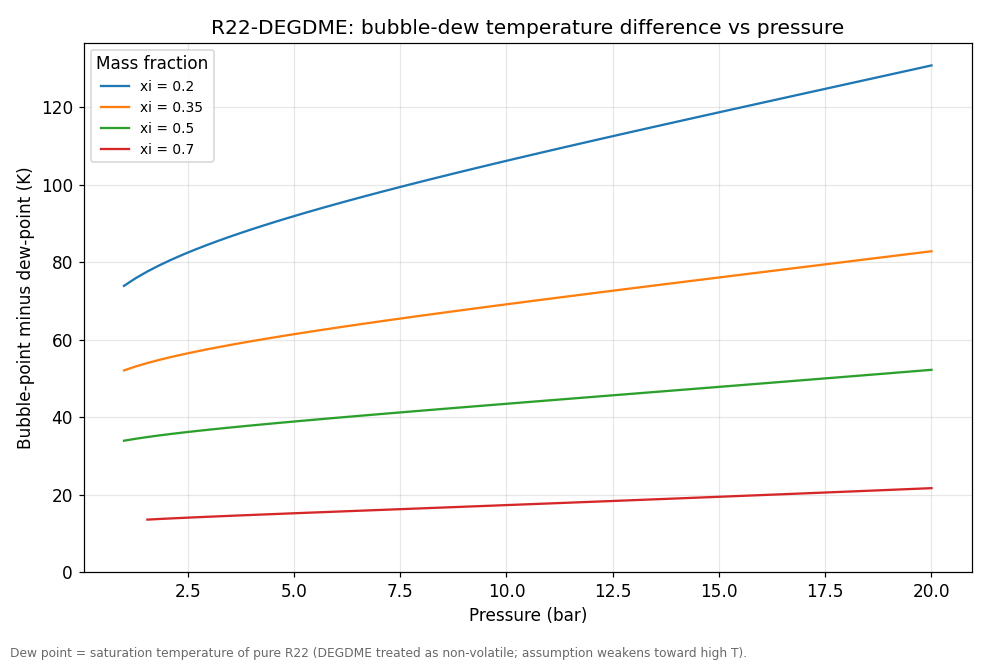 R22-DEGDME: bubble-dew temperature difference vs pressure
Mass fraction
xi = 0.2
xi = 0.35
xi = 0.5
xi = 0.7
Bubble-point minus dew-point (K)
120
100
80
60
40
20
0
2.5 5.0 7.5 10.0 12.5 15.0 17.5 20.0
Pressure (bar)
Dew point = saturation temperature of pure R22 (DEGDME treated as non-volatile; assumption weakens toward high T).